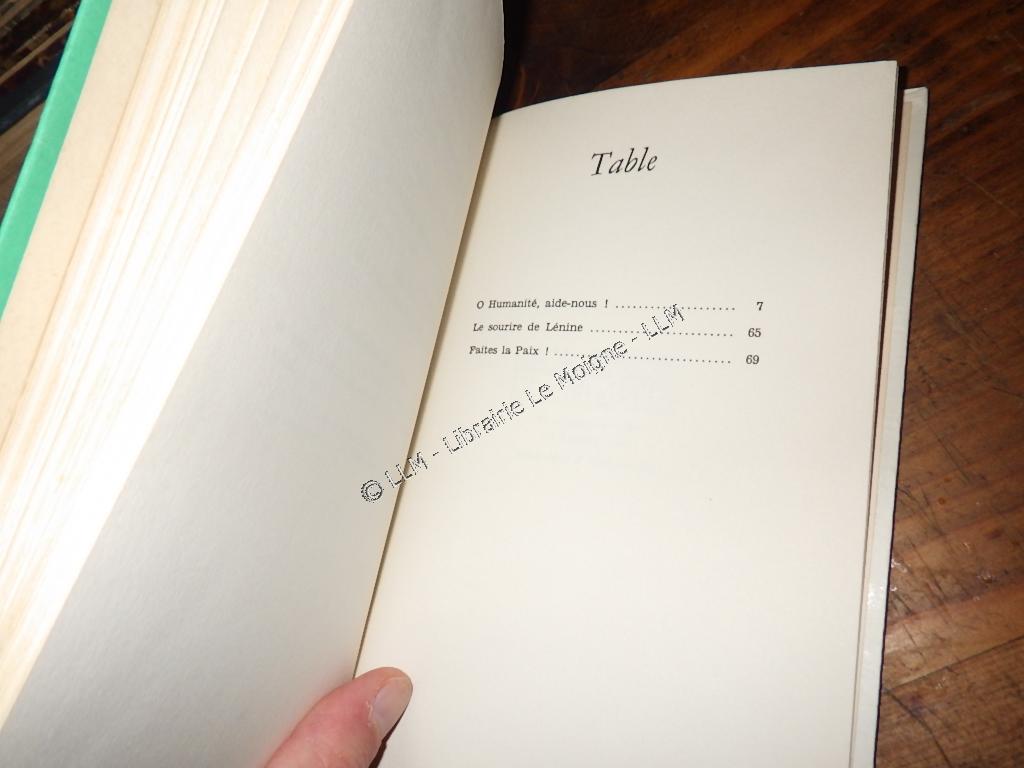 Table
O Humanité, aide-nous ! .................... 7
Le sourire de Lénine ........................ 65
Faites la Paix ! .............................. 69
© LLM - Librairie Le Moigne - LLM